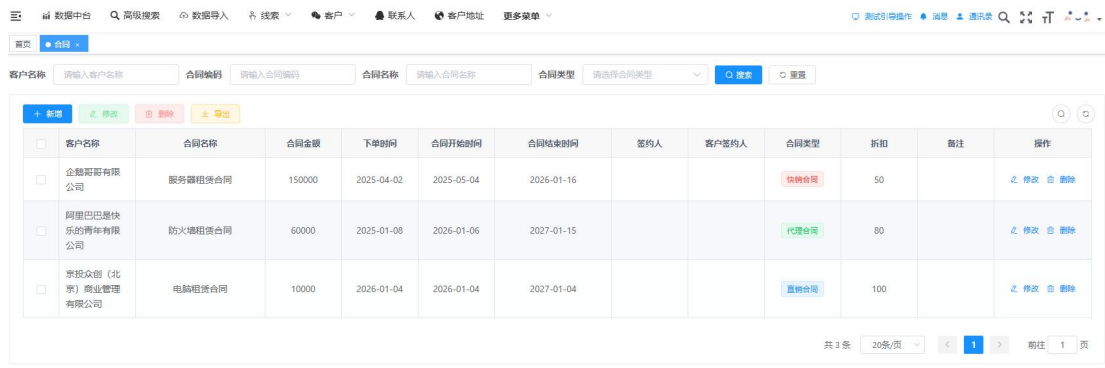 数据中台 高级搜索 数据导入 线索 客户 联系人 客户地址 更多菜单 测试引导操作 消息 通讯录
首页 合同 ×
客户名称 请输入客户名称 合同编码 请输入合同编码 合同名称 请输入合同名称 合同类型 请选择合同类型 搜索 重置
+ 新增 修改 删除 导出
客户名称 合同名称 合同金额 下单时间 合同开始时间 合同结束时间 签约人 客户签约人 合同类型 折扣 备注 操作
企鹅哥哥有限
公司
服务器租赁合同 150000 2025-04-02 2025-05-04 2026-01-16 快销合同 50 修改 删除
阿里巴巴是快
乐的青年有限
公司
防火墙租赁合同 60000 2025-01-08 2026-01-06 2027-01-15 代理合同 80 修改 删除
京投众创（北
京）商业管理
有限公司
电脑租赁合同 10000 2026-01-04 2026-01-04 2027-01-04 直销合同 100 修改 删除
共 3 条 20条/页 1 前往 1 页